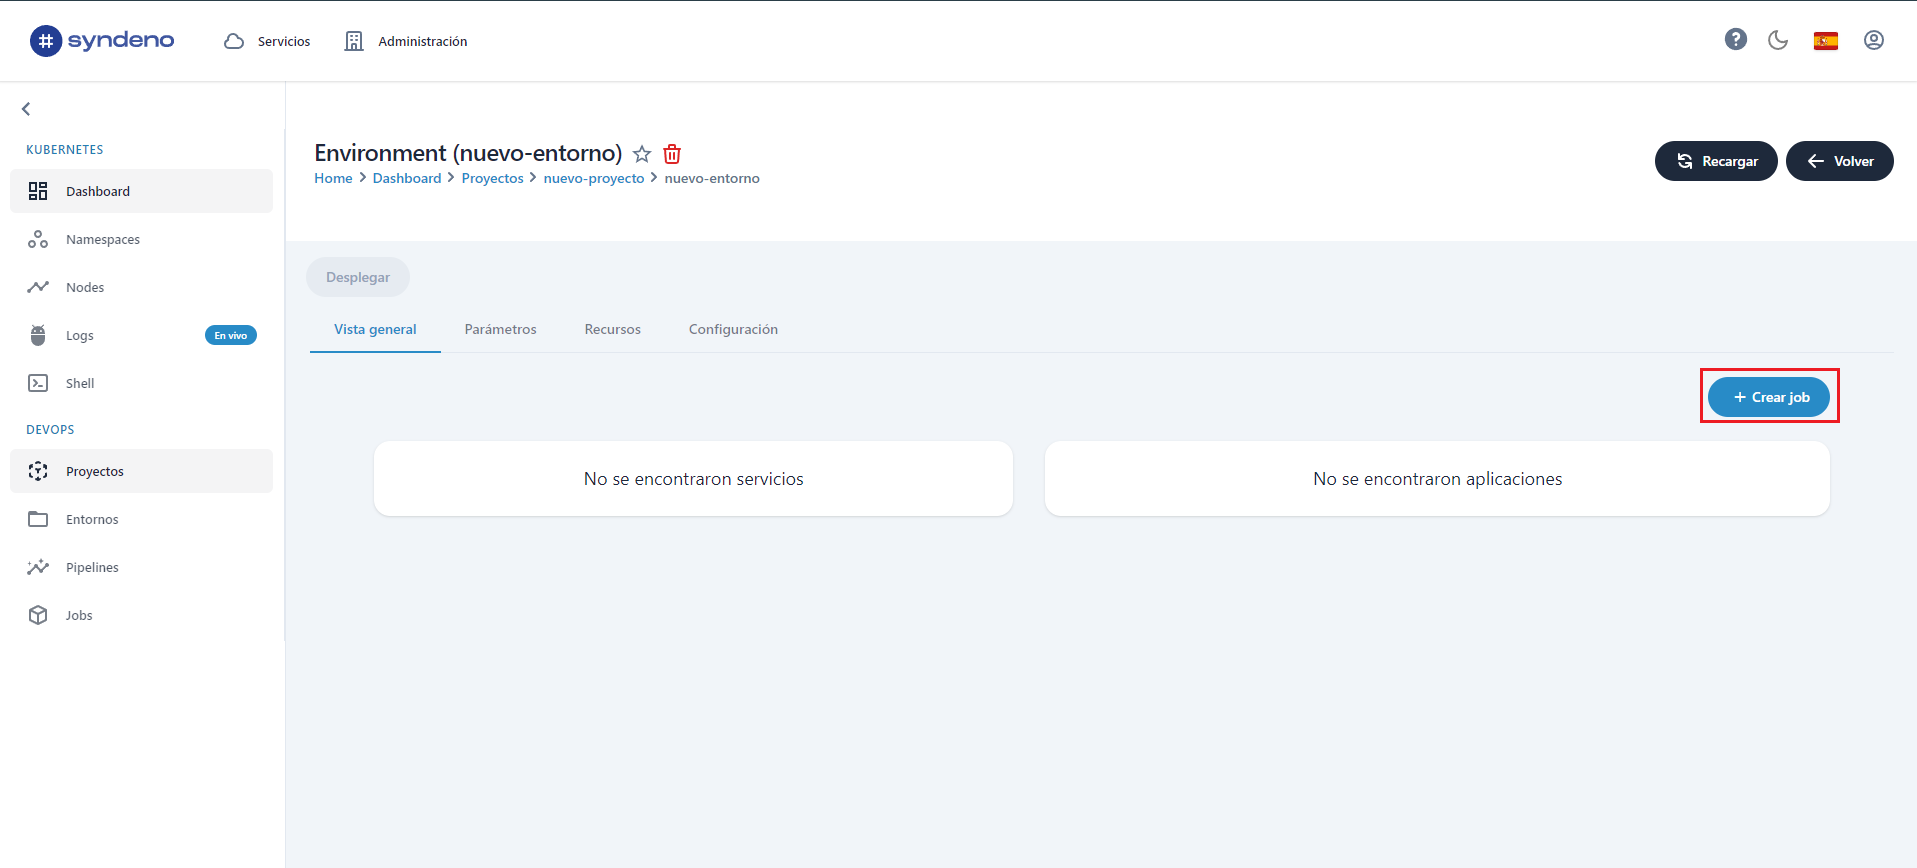 # syndeno
Servicios
Administración
?
KUBERNETES
Dashboard
Namespaces
Nodes
Logs
En vivo
Shell
DEVOPS
Proyectos
Entornos
Pipelines
Jobs
Environment (nuevo-entorno)
Home > Dashboard > Proyectos > nuevo-proyecto > nuevo-entorno
Recargar
Volver
Desplegar
Vista general Parámetros Recursos Configuración
+ Crear job
No se encontraron servicios
No se encontraron aplicaciones